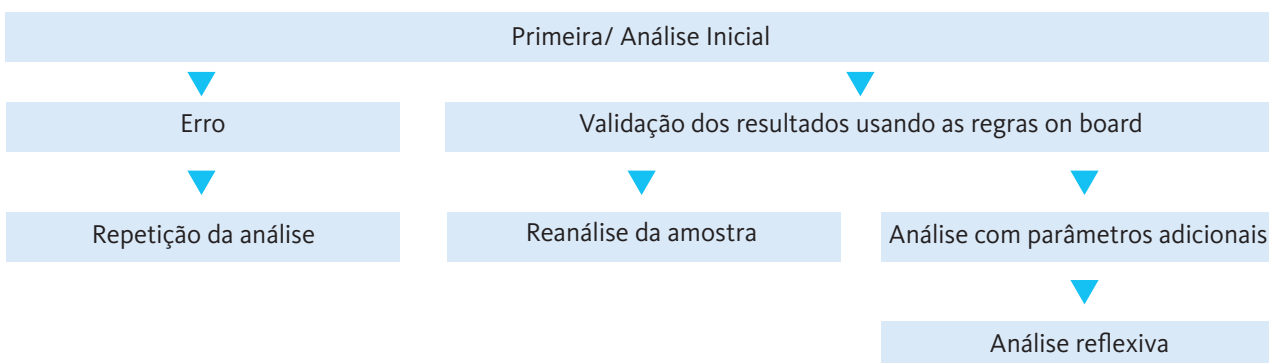 Primeira/ Análise Inicial
Erro
Validação dos resultados usando as regras on board
Repetição da análise
Reanálise da amostra
Análise com parâmetros adicionais
Análise reflexiva